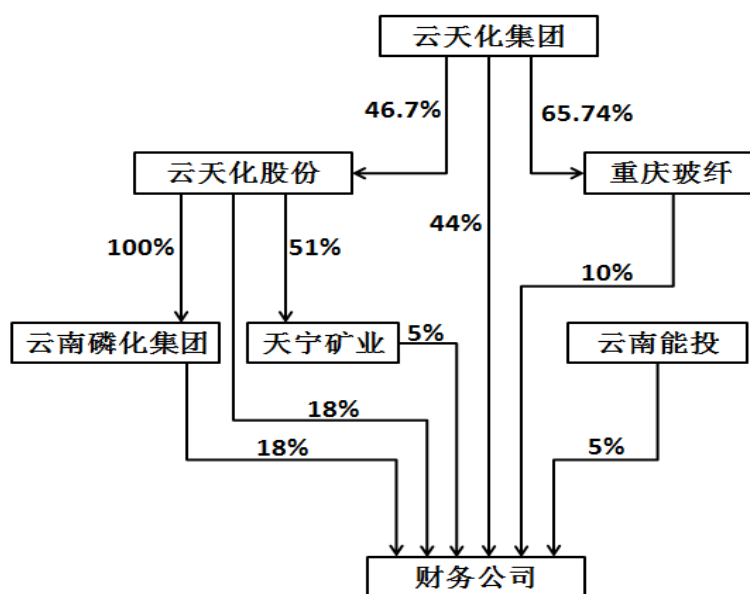 云天化集团
46.7%
65.74%
云天化股份
重庆玻纤
100%
51%
44%
10%
云南磷化集团
天宁矿业
5%
云南能投
18%
18%
5%
财务公司